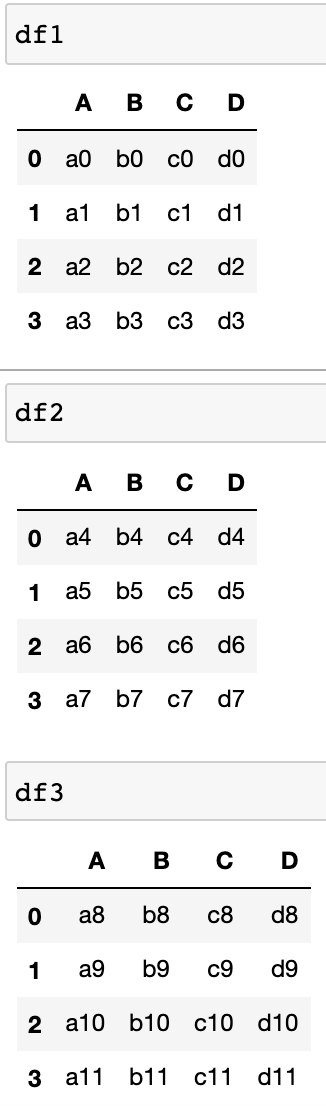 df1
A B C D
0 a0 b0 c0 d0
1 a1 b1 c1 d1
2 a2 b2 c2 d2
3 a3 b3 c3 d3
df2
A B C D
0 a4 b4 c4 d4
1 a5 b5 c5 d5
2 a6 b6 c6 d6
3 a7 b7 c7 d7
df3
A B C D
0 a8 b8 c8 d8
1 a9 b9 c9 d9
2 a10 b10 c10 d10
3 a11 b11 c11 d11